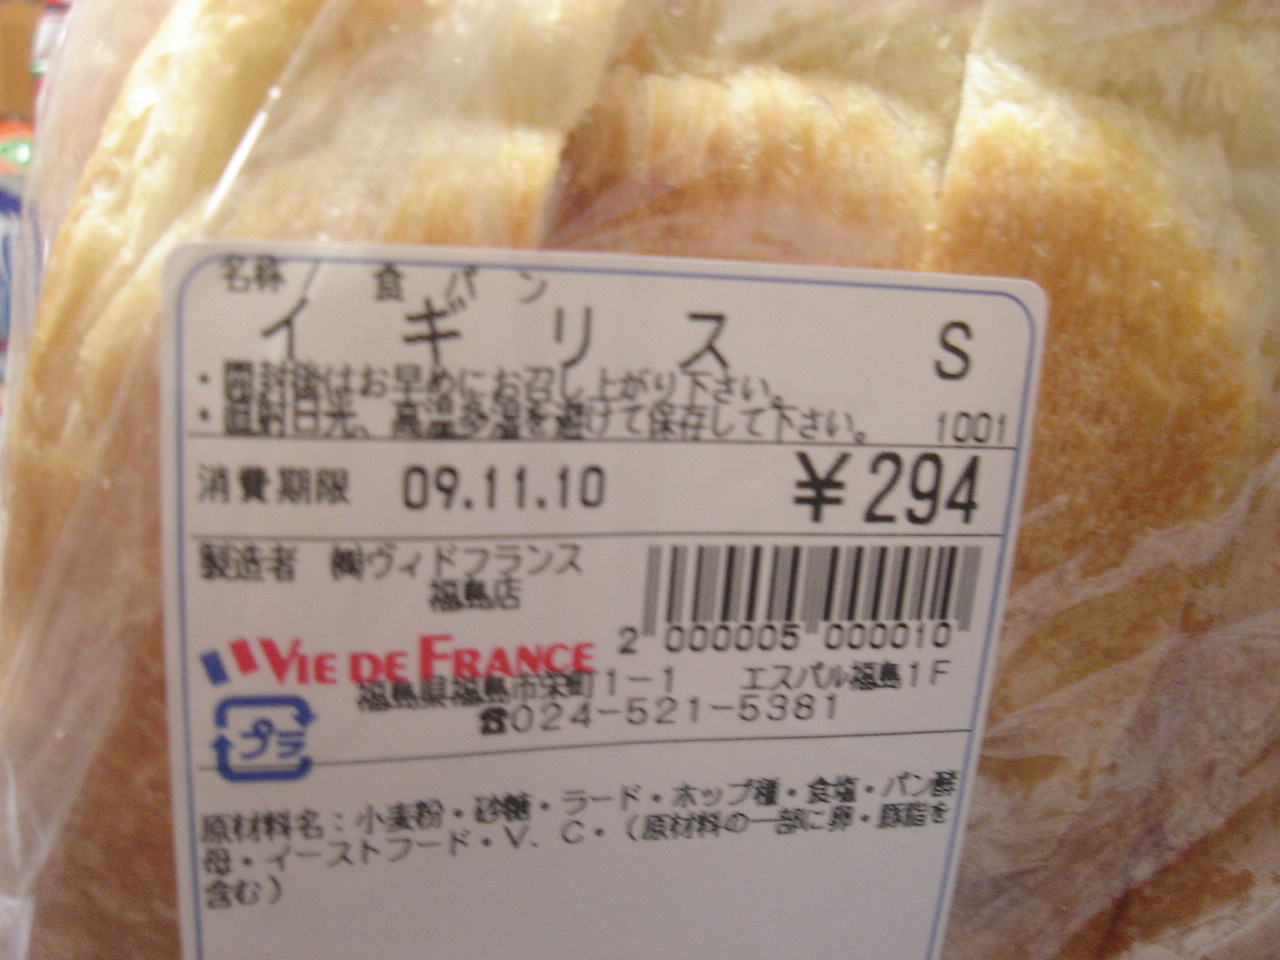 名称 / 食パン
イギリス S
・開封後はお早めにお召し上がり下さい。
・直射日光、高温多湿を避けて保存して下さい。 1001
消費期限 09.11.10 ¥294
製造者 ㈱ヴィドフランス
福島店
2 000005 000010
VIE DE FRANCE
福島県福島市栄町1-1 エスパル福島1F
☎024-521-5381
プラ
原材料名:小麦粉・砂糖・ラード・ホップ種・食塩・パン酵
母・イーストフード・V.C・(原材料の一部に卵・豚脂を
含む)